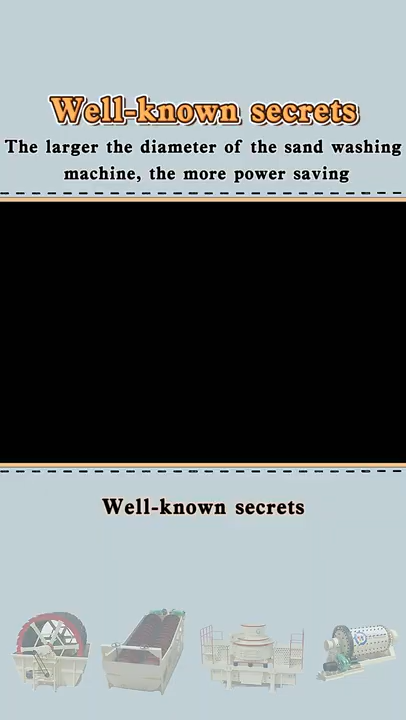 Well-known secrets
The larger the diameter of the sand washing
machine, the more power saving
Well-known secrets